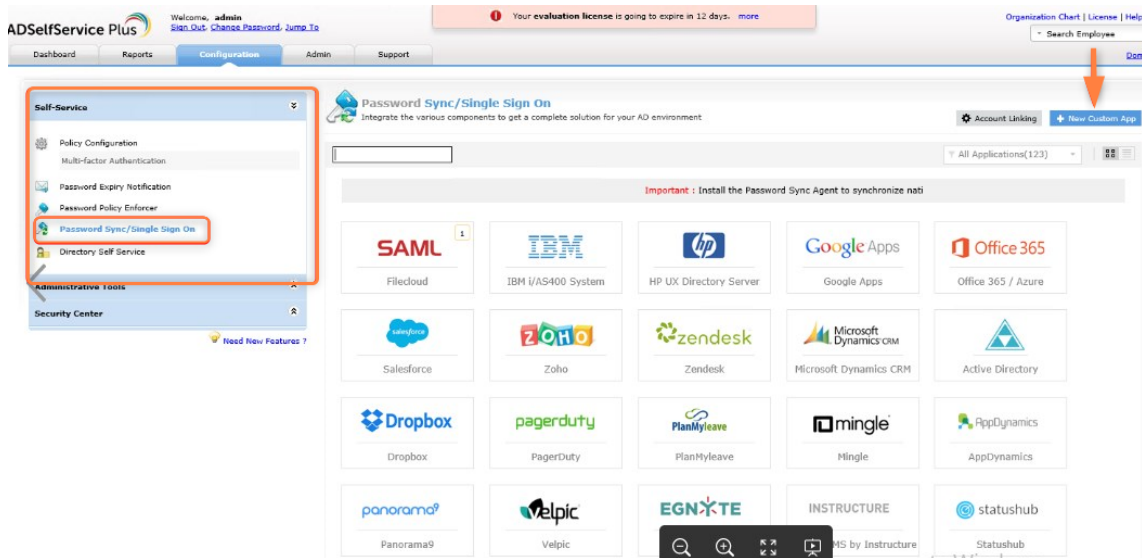 ADSelfService Plus
Welcome, admin
Sign Out, Change Password, Jump To
Your evaluation license is going to expire in 12 days. more
Organization Chart | License | Help
Search Employee
Dashboard Reports Configuration Admin Support
Self-Service
Policy Configuration
Multi-factor Authentication
Password Expiry Notification
Password Policy Enforcer
Password Sync/Single Sign On
Directory Self Service
Administrative Tools
Security Center
Need New Features ?
Password Sync/Single Sign On
Integrate the various components to get a complete solution for your AD environment
Account Linking
New Custom App
All Applications(123)
Important : Install the Password Sync Agent to synchronize nati
SAML 1 IBM hp Google Apps Office 365
Filecloud IBM i/AS400 System HP UX Directory Server Google Apps Office 365 / Azure
salesforce ZOHO zendesk Microsoft Dynamics CRM
Salesforce Zoho Zendesk Microsoft Dynamics CRM Active Directory
Dropbox pagerduty PlanMyleave mingle AppDynamics
Dropbox PagerDuty PlanMyleave Mingle AppDynamics
panorama9 velpic EGNYTE INSTRUCTURE statushub
Panorama9 Velpic MS by Instructure Statushub